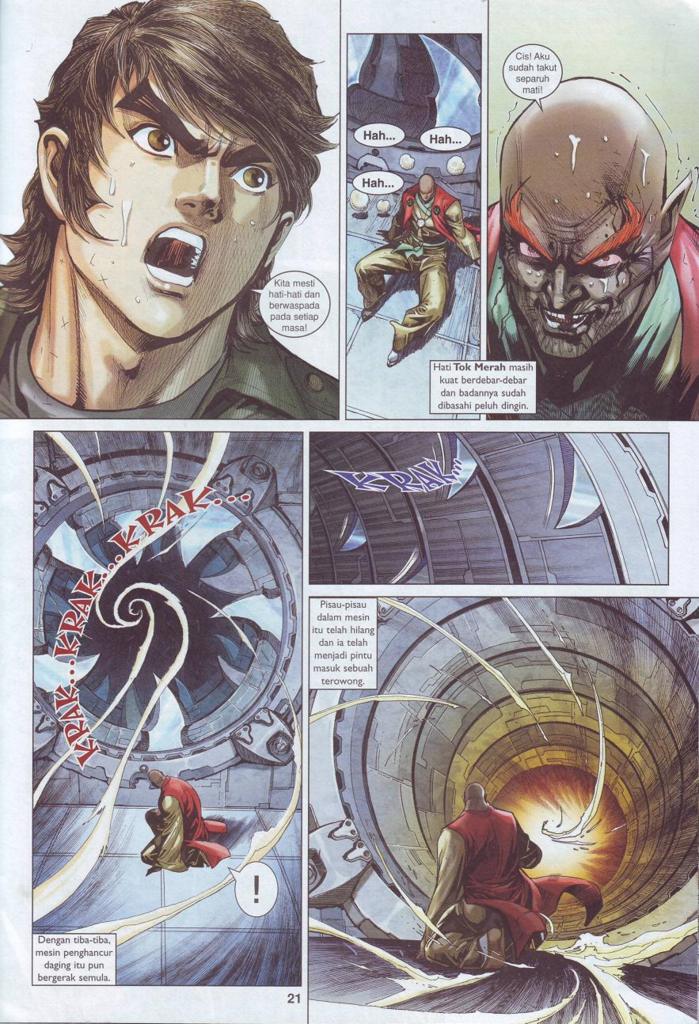 Kita mesti
hati-hati dan
berwaspada
pada setiap
masa!
Hah...
Hah...
Hah...
Cis! Aku
sudah takut
separuh
mati!
Hati Tok Merah masih
kuat berdebar-debar
dan badannya sudah
dibasahi peluh dingin.
KRAK...KRAK...KRAK...KRAK...
!
Dengan tiba-tiba,
mesin penghancur
daging itu pun
bergerak semula.
KRAK...
Pisau-pisau
dalam mesin
itu telah hilang
dan ia telah
menjadi pintu
masuk sebuah
terowong.
21